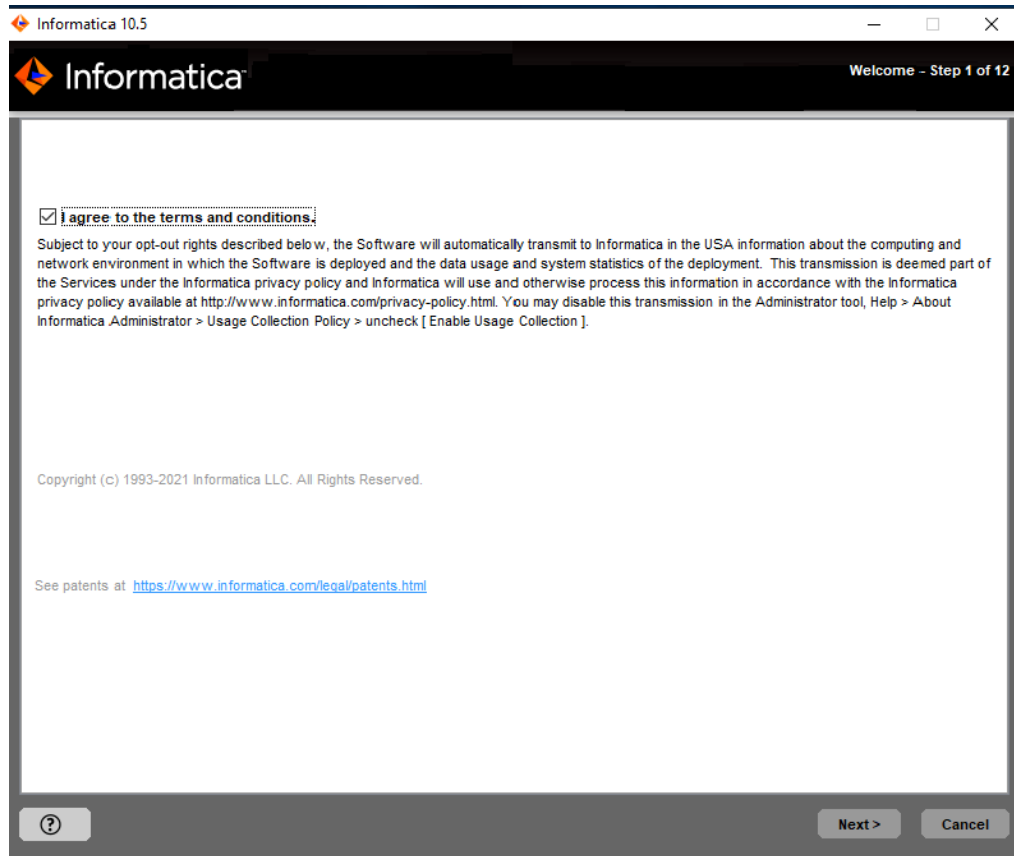 Informatica 10.5
Informatica
Welcome - Step 1 of 12
I agree to the terms and conditions.
Subject to your opt-out rights described below, the Software will automatically transmit to Informatica in the USA information about the computing and
network environment in which the Software is deployed and the data usage and system statistics of the deployment. This transmission is deemed part of
the Services under the Informatica privacy policy and Informatica will use and otherwise process this information in accordance with the Informatica
privacy policy available at http://www.informatica.com/privacy-policy.html. You may disable this transmission in the Administrator tool, Help > About
Informatica Administrator > Usage Collection Policy > uncheck [ Enable Usage Collection ].
Copyright (c) 1993-2021 Informatica LLC. All Rights Reserved.
See patents at https://www.informatica.com/legal/patents.html
?
Next >
Cancel